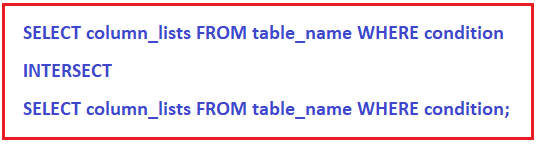 SELECT column_lists FROM table_name WHERE condition
INTERSECT
SELECT column_lists FROM table_name WHERE condition;